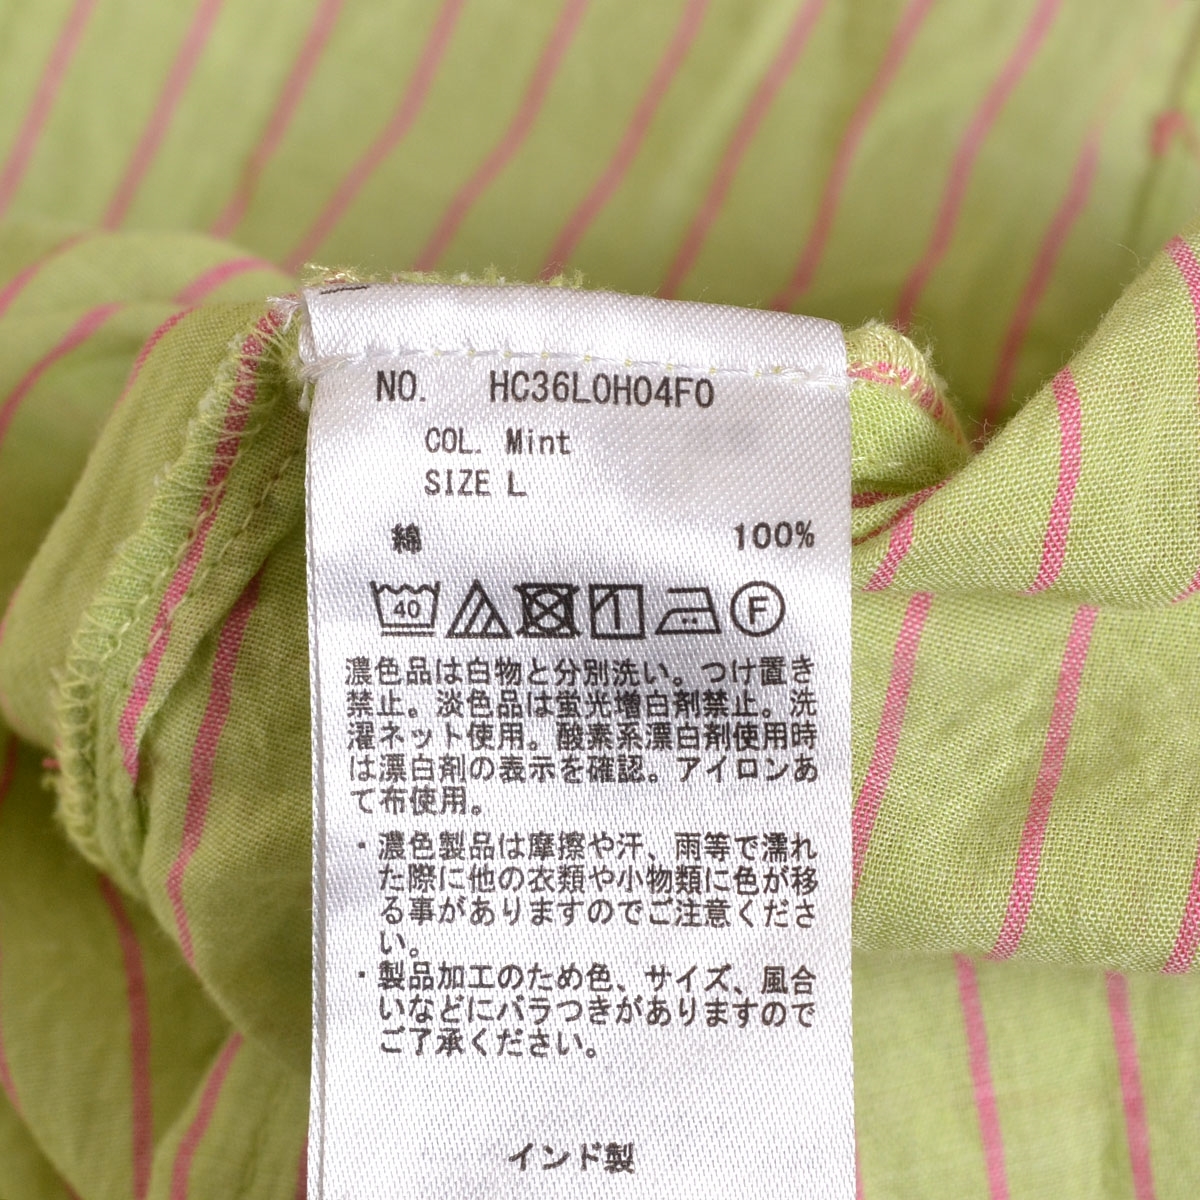 NO. HC36L0H04F0
COL. Mint
SIZE L
綿 100%
40 F
濃色品は白物と分別洗い。つけ置き
禁止。淡色品は蛍光増白剤禁止。洗
濯ネット使用。酸素系漂白剤使用時
は漂白剤の表示を確認。アイロンあ
て布使用。
・濃色製品は摩擦や汗、雨等で濡れ
た際に他の衣類や小物類に色が移
る事がありますのでご注意くださ
い。
・製品加工のため色、サイズ、風合
いなどにバラつきがありますので
ご了承ください。
インド製